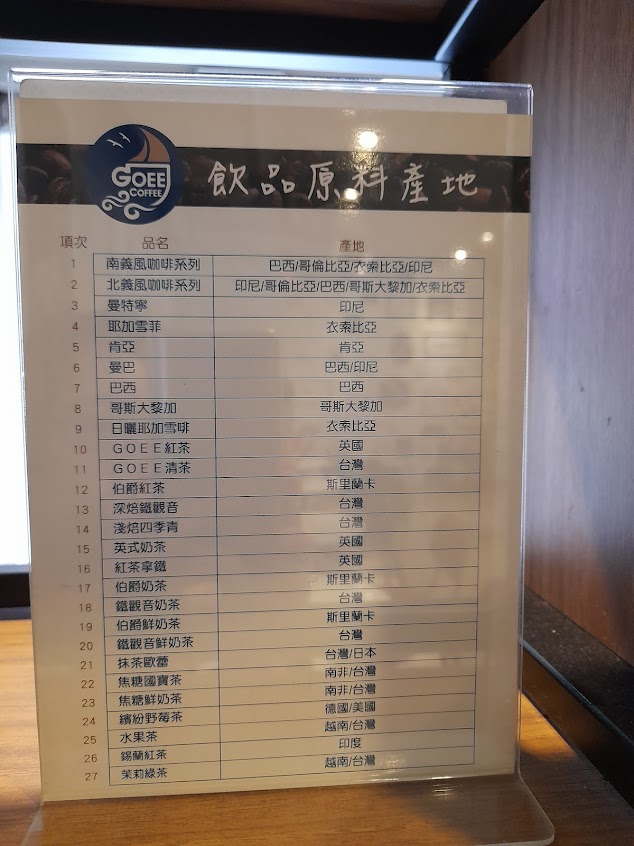 GOEE
COFFEE
飲品原料產地
項次 品名 產地
1 南義風咖啡系列 巴西/哥倫比亞/衣索比亞/印尼
2 北義風咖啡系列 印尼/哥倫比亞/巴西/哥斯大黎加/衣索比亞
3 曼特寧 印尼
4 耶加雪菲 衣索比亞
5 肯亞 肯亞
6 曼巴 巴西/印尼
7 巴西 巴西
8 哥斯大黎加 哥斯大黎加
9 日曬耶加雪啡 衣索比亞
10 GOEE紅茶 英國
11 GOEE清茶 台灣
12 伯爵紅茶 斯里蘭卡
13 深焙鐵觀音 台灣
14 淺焙四季青 台灣
15 英式奶茶 英國
16 紅茶拿鐵 英國
17 伯爵奶茶 斯里蘭卡
18 鐵觀音奶茶 台灣
19 伯爵鮮奶茶 斯里蘭卡
20 鐵觀音鮮奶茶 台灣
21 抹茶歐蕾 台灣/日本
22 焦糖國寶茶 南非/台灣
23 焦糖鮮奶茶 南非/台灣
24 繽紛野莓茶 德國/美國
25 水果茶 越南/台灣
26 錫蘭紅茶 印度
27 茉莉綠茶 越南/台灣